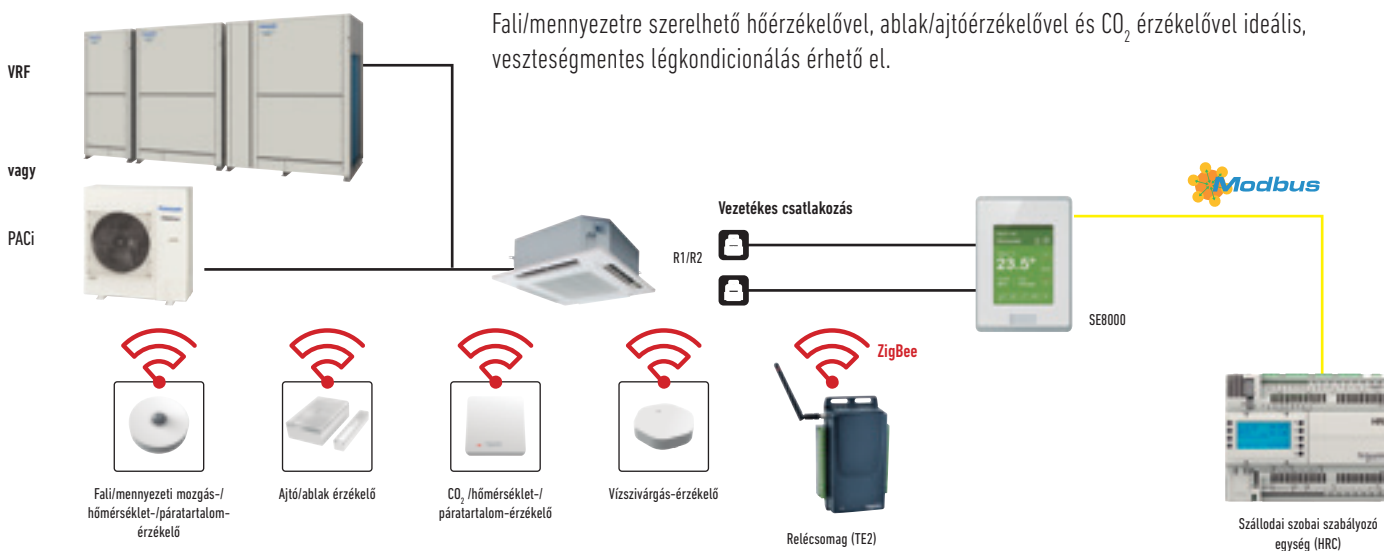 Fali/mennyezetre szerelhető hőérzékelővel, ablak/ajtóérzékelővel és CO₂ érzékelővel ideális,
veszteségmentes légkondicionálás érhető el.
VRF
vagy
PACi
Vezetékes csatlakozás
R1/R2
Modbus
23.5°
SE8000
ZigBee
Fali/mennyezeti mozgás-/
hőmérséklet-/páratartalom-
érzékelő
Ajtó/ablak érzékelő
CO₂ /hőmérséklet-/
páratartalom-érzékelő
Vízszivárgás-érzékelő
Relécsomag (TE2)
Szállodai szobai szabályozó
egység (HRC)